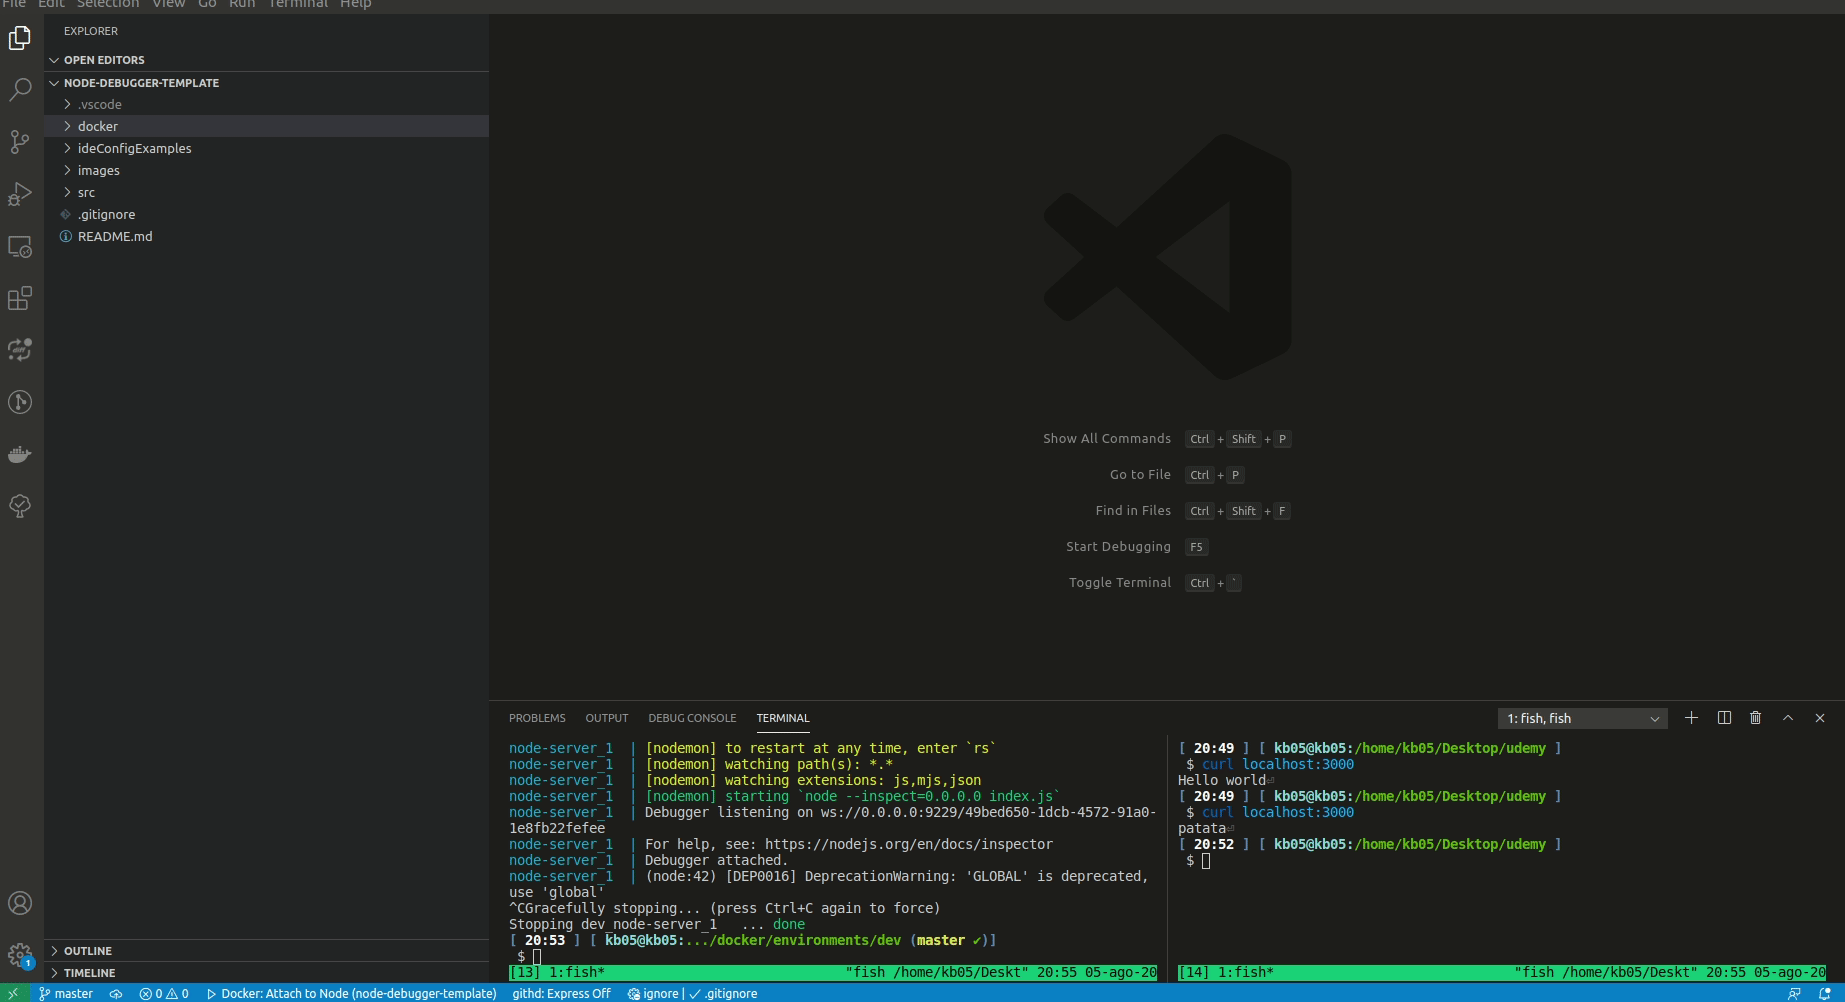 File Edit Selection View Go Run Terminal Help
EXPLORER
OPEN EDITORS
NODE-DEBUGGER-TEMPLATE
.vscode
docker
ideConfigExamples
images
src
.gitignore
README.md
OUTLINE
TIMELINE
Show All Commands Ctrl + Shift + P
Go to File Ctrl + P
Find in Files Ctrl + Shift + F
Start Debugging F5
Toggle Terminal Ctrl + `
PROBLEMS OUTPUT DEBUG CONSOLE TERMINAL
1: fish, fish
node-server_1 | [nodemon] to restart at any time, enter `rs`
node-server_1 | [nodemon] watching path(s): *.*
node-server_1 | [nodemon] watching extensions: js,mjs,json
node-server_1 | [nodemon] starting `node --inspect=0.0.0.0 index.js`
node-server_1 | Debugger listening on ws://0.0.0.0:9229/49bed650-1dcb-4572-91a0-
1e8fb22fefee
node-server_1 | For help, see: https://nodejs.org/en/docs/inspector
node-server_1 | Debugger attached.
node-server_1 | (node:42) [DEP0016] DeprecationWarning: 'GLOBAL' is deprecated,
use 'global'
^CGracefully stopping... (press Ctrl+C again to force)
Stopping dev_node-server_1 ... done
[ 20:53 ] [ kb05@kb05:.../docker/environments/dev (master ✔)]
$
[13] 1:fish* "fish /home/kb05/Deskt" 20:55 05-ago-20
[ 20:49 ] [ kb05@kb05:/home/kb05/Desktop/udemy ]
$ curl localhost:3000
Hello world⏎
[ 20:49 ] [ kb05@kb05:/home/kb05/Desktop/udemy ]
$ curl localhost:3000
patata⏎
[ 20:52 ] [ kb05@kb05:/home/kb05/Desktop/udemy ]
$
[14] 1:fish* "fish /home/kb05/Deskt" 20:55 05-ago-20
1
master 0 0 Docker: Attach to Node (node-debugger-template) githd: Express Off ignore | ✓ .gitignore